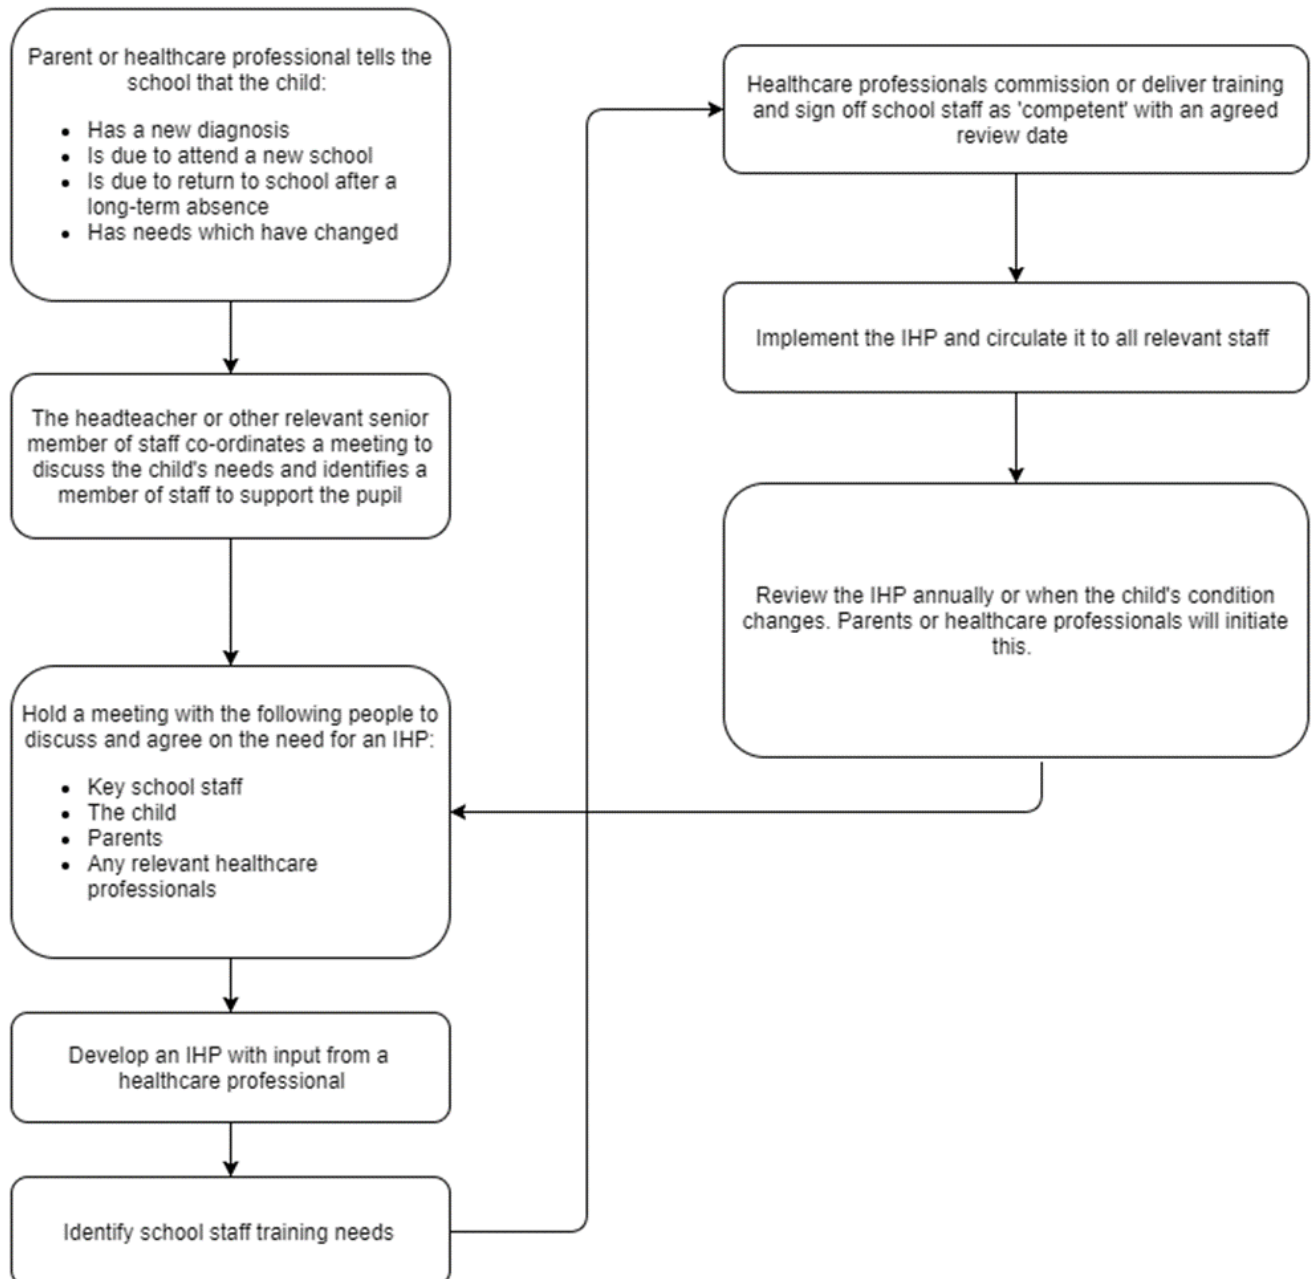 Parent or healthcare professional tells the
school that the child:
• Has a new diagnosis
• Is due to attend a new school
• Is due to return to school after a
long-term absence
• Has needs which have changed
The headteacher or other relevant senior
member of staff co-ordinates a meeting to
discuss the child's needs and identifies a
member of staff to support the pupil
Hold a meeting with the following people to
discuss and agree on the need for an IHP:
• Key school staff
• The child
• Parents
• Any relevant healthcare
professionals
Develop an IHP with input from a
healthcare professional
Identify school staff training needs
Healthcare professionals commission or deliver training
and sign off school staff as 'competent' with an agreed
review date
Implement the IHP and circulate it to all relevant staff
Review the IHP annually or when the child's condition
changes. Parents or healthcare professionals will initiate
this.